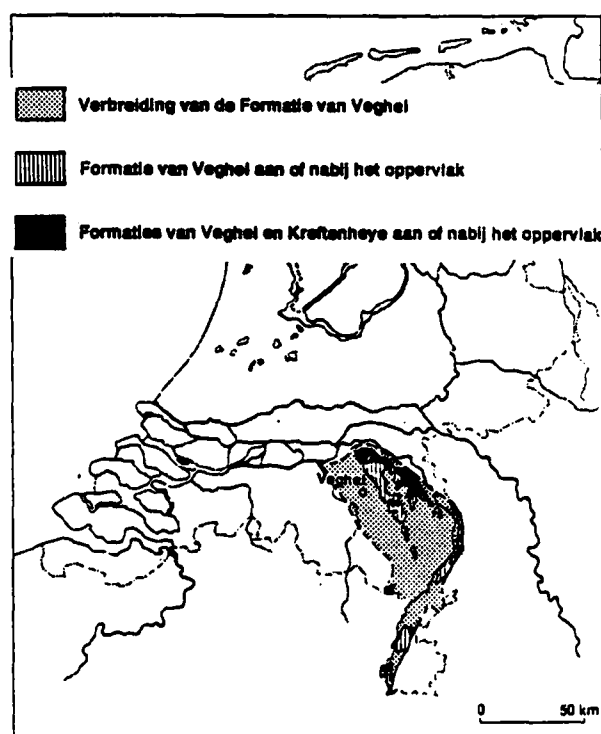 Verbreiding van de Formatie van Veghel
Formatie van Veghel aan of nabij het oppervlak
Formaties van Veghel en Kreftenheye aan of nabij het oppervlak
Veghel
0 50 km